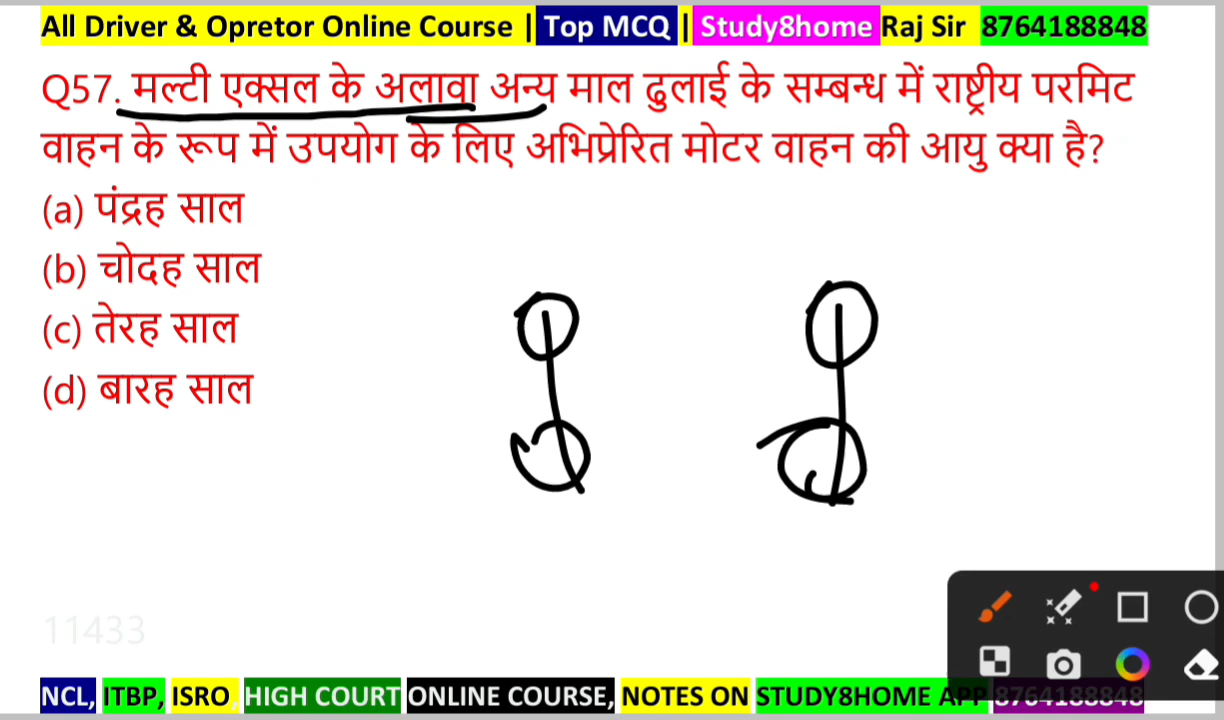 All Driver & Opretor Online Course | Top MCQ | Study8home Raj Sir 8764188848
Q57. मल्टी एक्सल के अलावा अन्य माल ढुलाई के सम्बन्ध में राष्ट्रीय परमिट
वाहन के रूप में उपयोग के लिए अभिप्रेरित मोटर वाहन की आयु क्या है?
(a) पंद्रह साल
(b) चोदह साल
(c) तेरह साल
(d) बारह साल
11433
NCL, ITBP, ISRO, HIGH COURT ONLINE COURSE, NOTES ON STUDY8HOME APP 8764188848